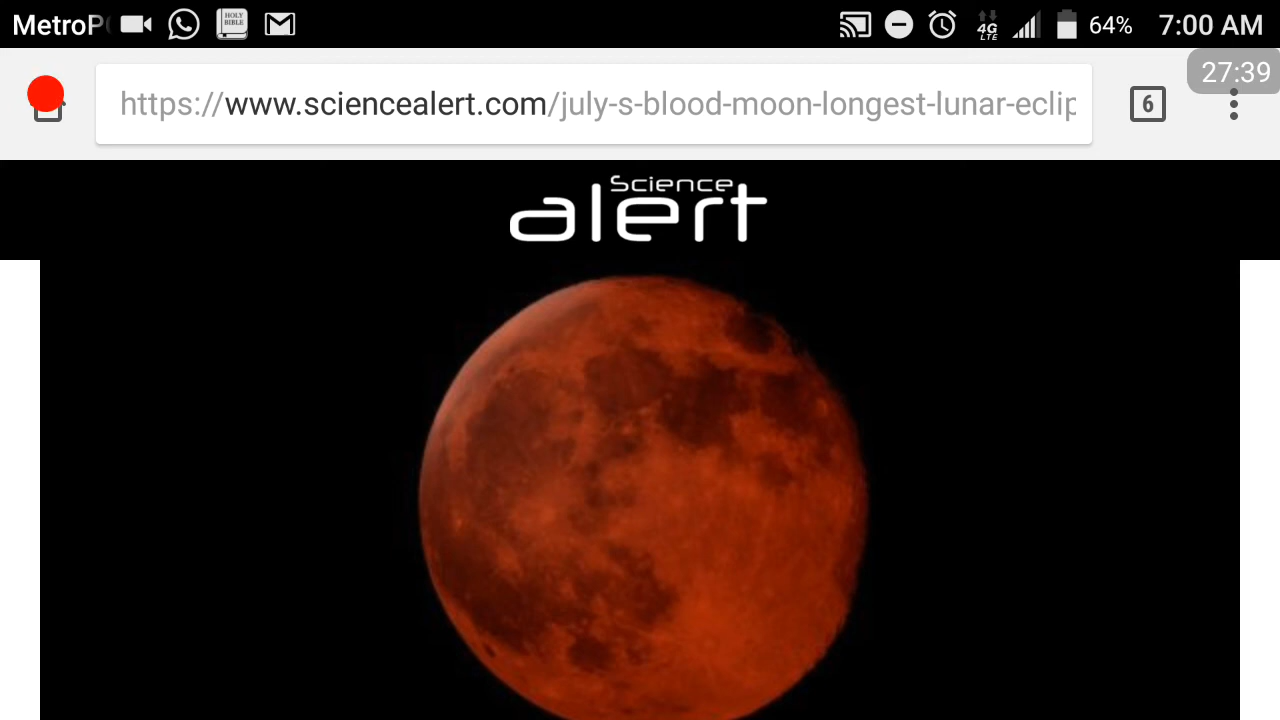 MetroP HOLY BIBLE 4G LTE 64% 7:00 AM
27:39
https://www.sciencealert.com/july-s-blood-moon-longest-lunar-eclip 6
Science
alert